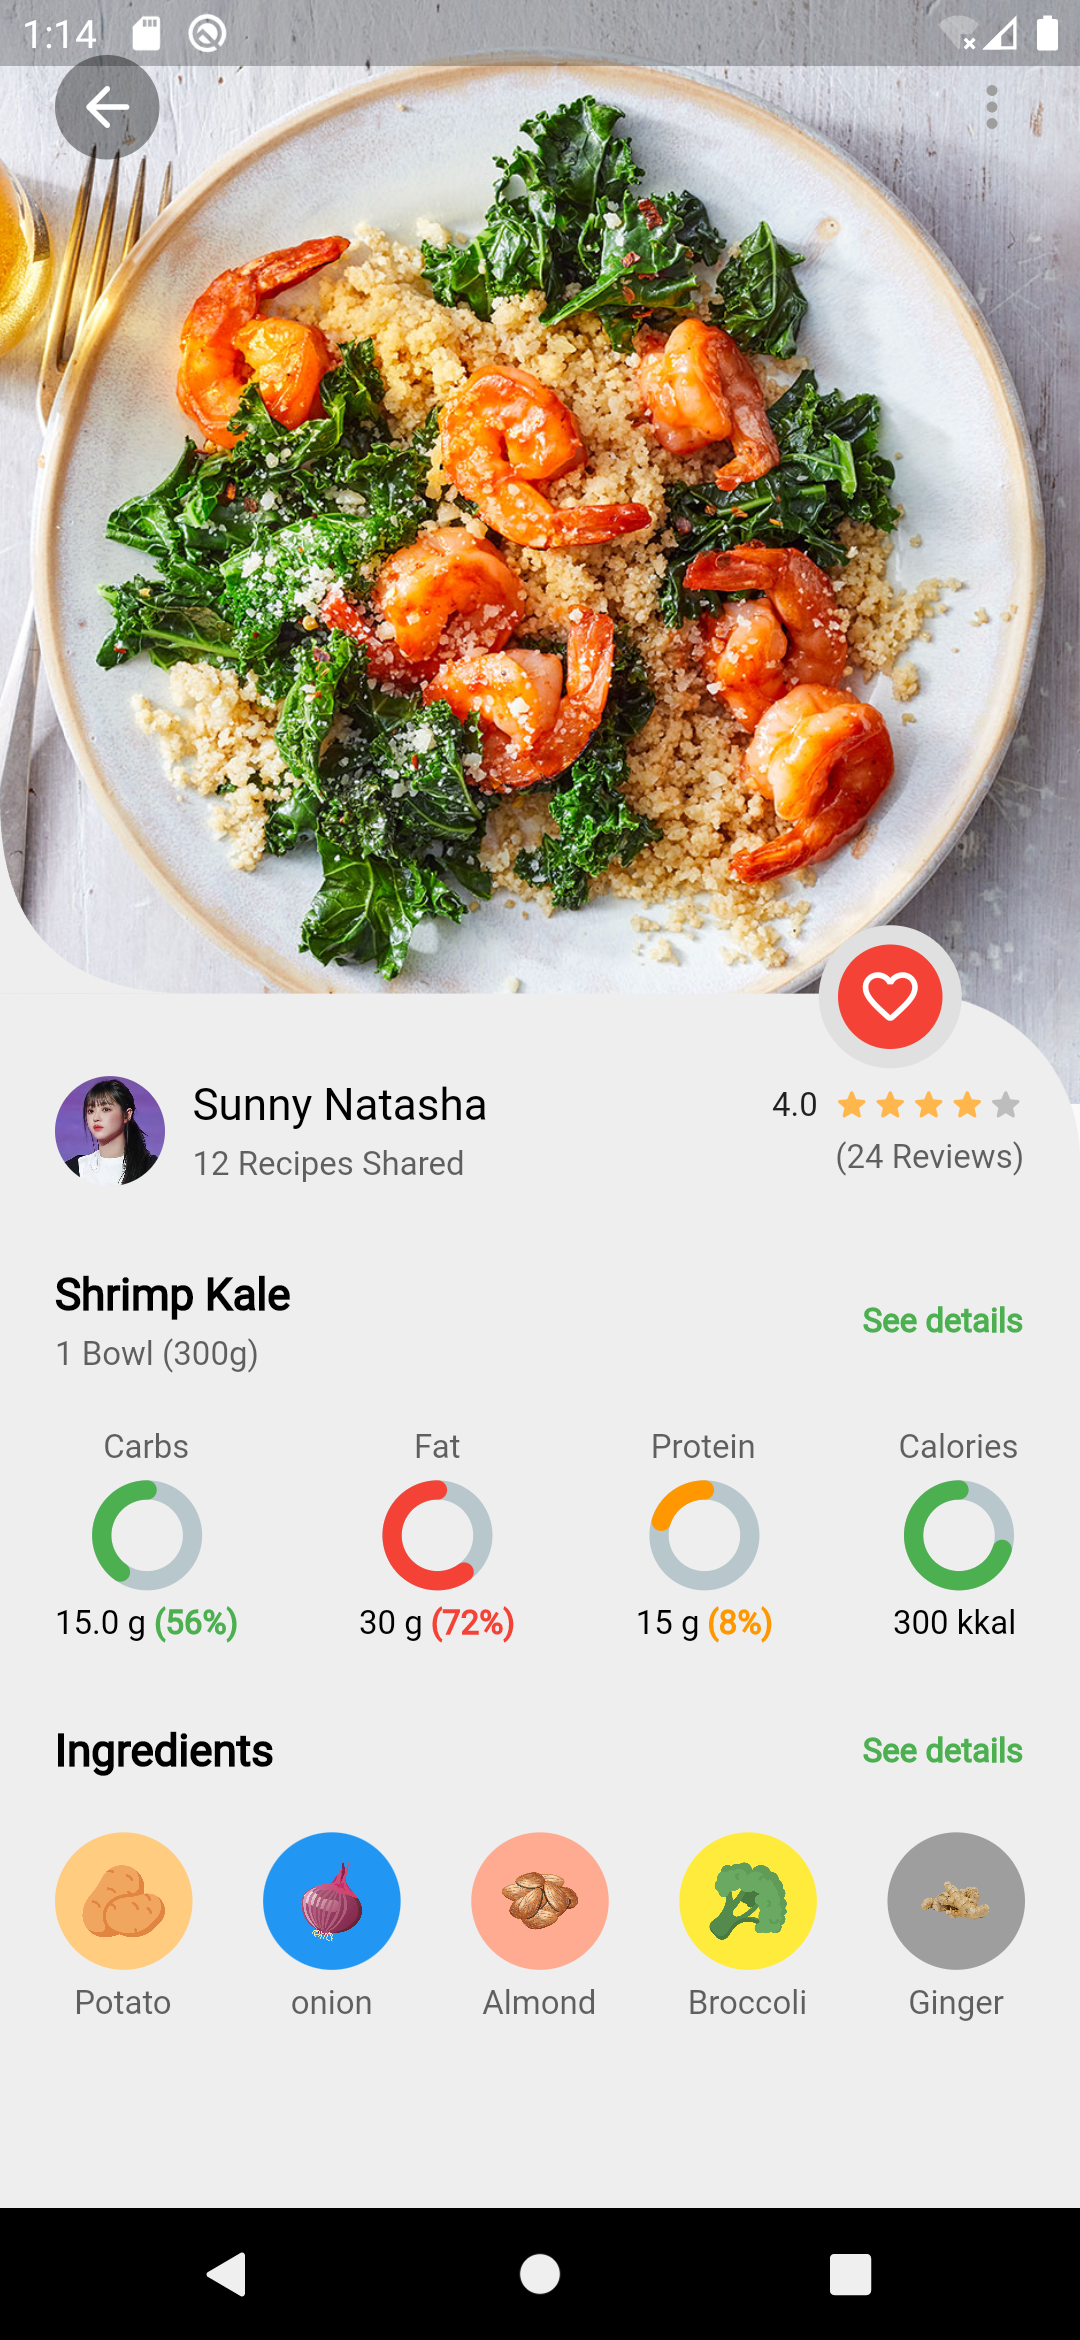 1:14
Sunny Natasha
12 Recipes Shared
4.0
(24 Reviews)
Shrimp Kale
1 Bowl (300g)
See details
Carbs
Fat
Protein
Calories
15.0 g (56%)
30 g (72%)
15 g (8%)
300 kkal
Ingredients
See details
Potato
onion
Almond
Broccoli
Ginger